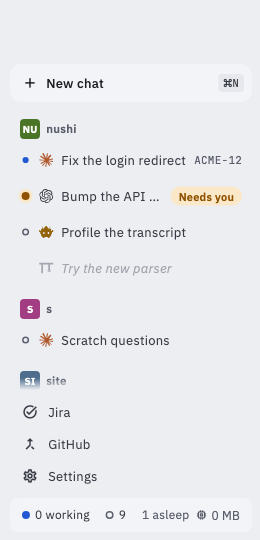 New chat ⌘N
NU nushi
Fix the login redirect ACME-12
Bump the API ... Needs you
Profile the transcript
Try the new parser
S s
Scratch questions
SI site
Jira
GitHub
Settings
0 working 9 1 asleep 0 MB